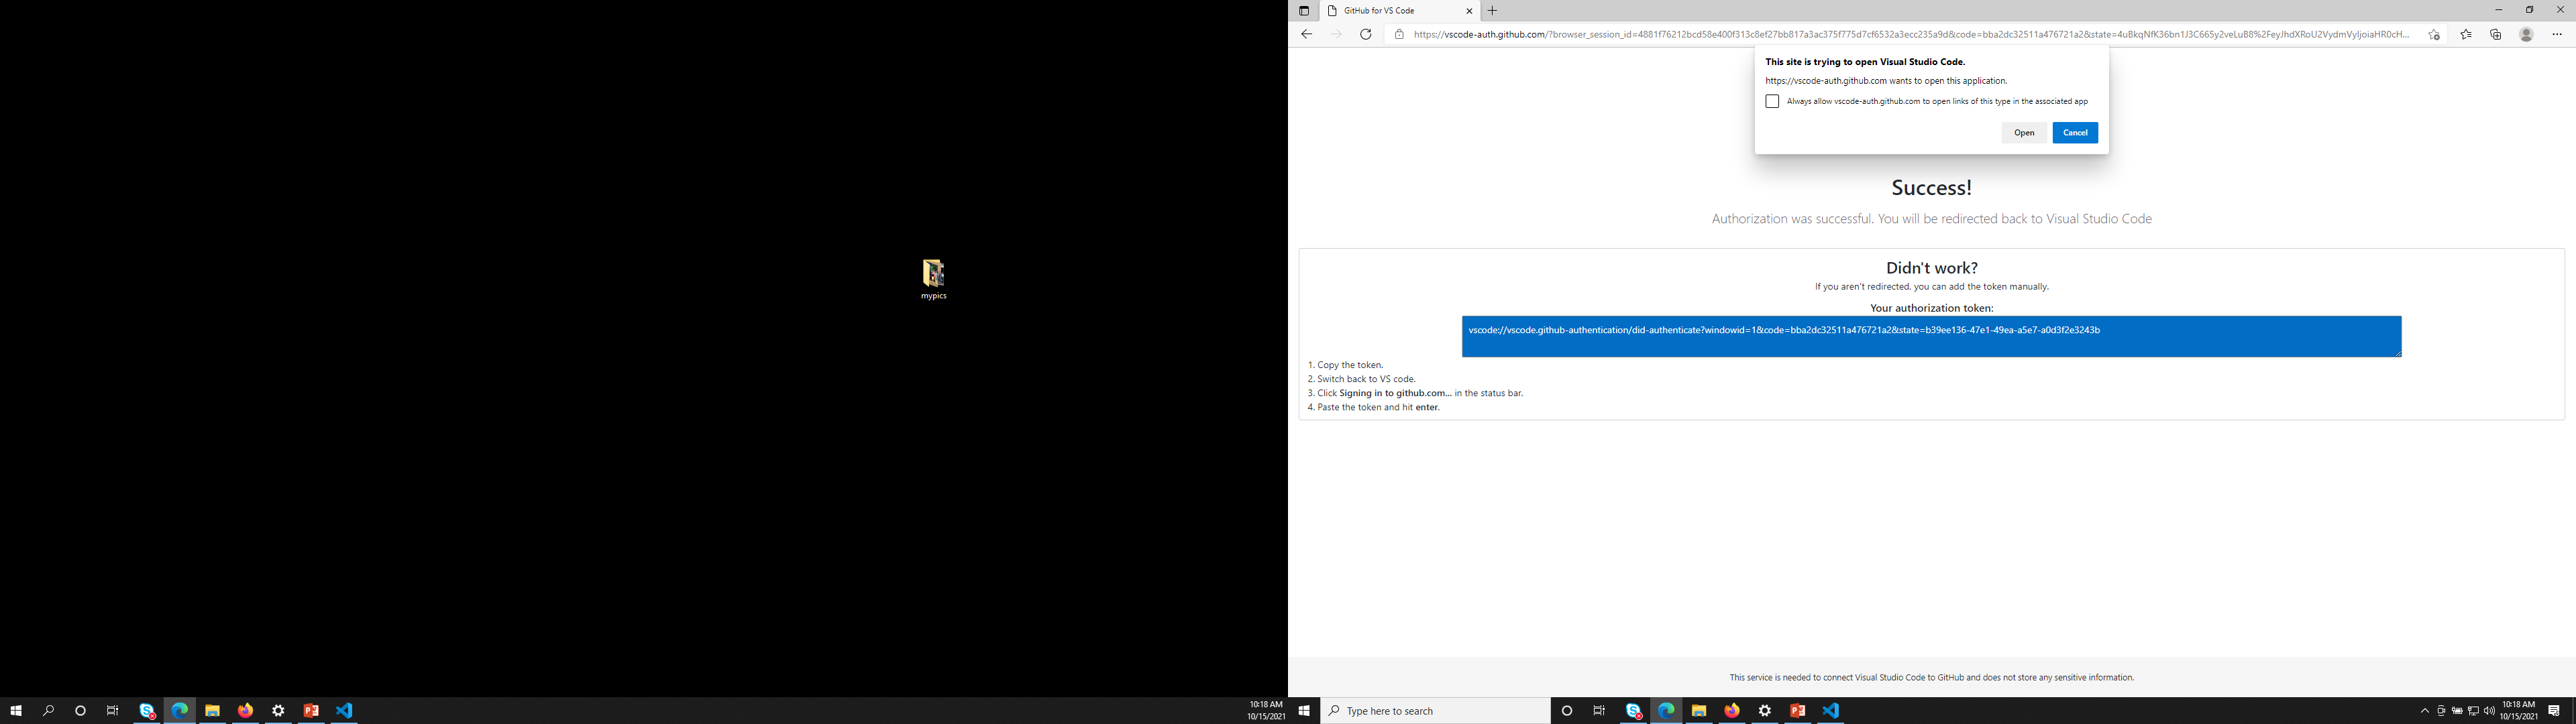 mypics
10:18 AM
10/15/2021
GitHub for VS Code
https://vscode-auth.github.com/?browser_session_id=4881f76212bcd58e400f313c8ef27bb817a3ac375f775d7cf6532a3ecc235a9d&code=bba2dc32511a476721a2&state=4uBkqNfK36bn1J3C665y2veLuB8%2FeyJhdXRoU2VydmVyIjoiaHR0cH...
This site is trying to open Visual Studio Code.
https://vscode-auth.github.com wants to open this application.
Always allow vscode-auth.github.com to open links of this type in the associated app
Open Cancel
Success!
Authorization was successful. You will be redirected back to Visual Studio Code
Didn't work?
If you aren't redirected, you can add the token manually.
Your authorization token:
vscode://vscode.github-authentication/did-authenticate?windowid=1&code=bba2dc32511a476721a2&state=b39ee136-47e1-49ea-a5e7-a0d3f2e3243b
1. Copy the token.
2. Switch back to VS code.
3. Click Signing in to github.com... in the status bar.
4. Paste the token and hit enter.
This service is needed to connect Visual Studio Code to GitHub and does not store any sensitive information.
Type here to search
10:18 AM
10/15/2021